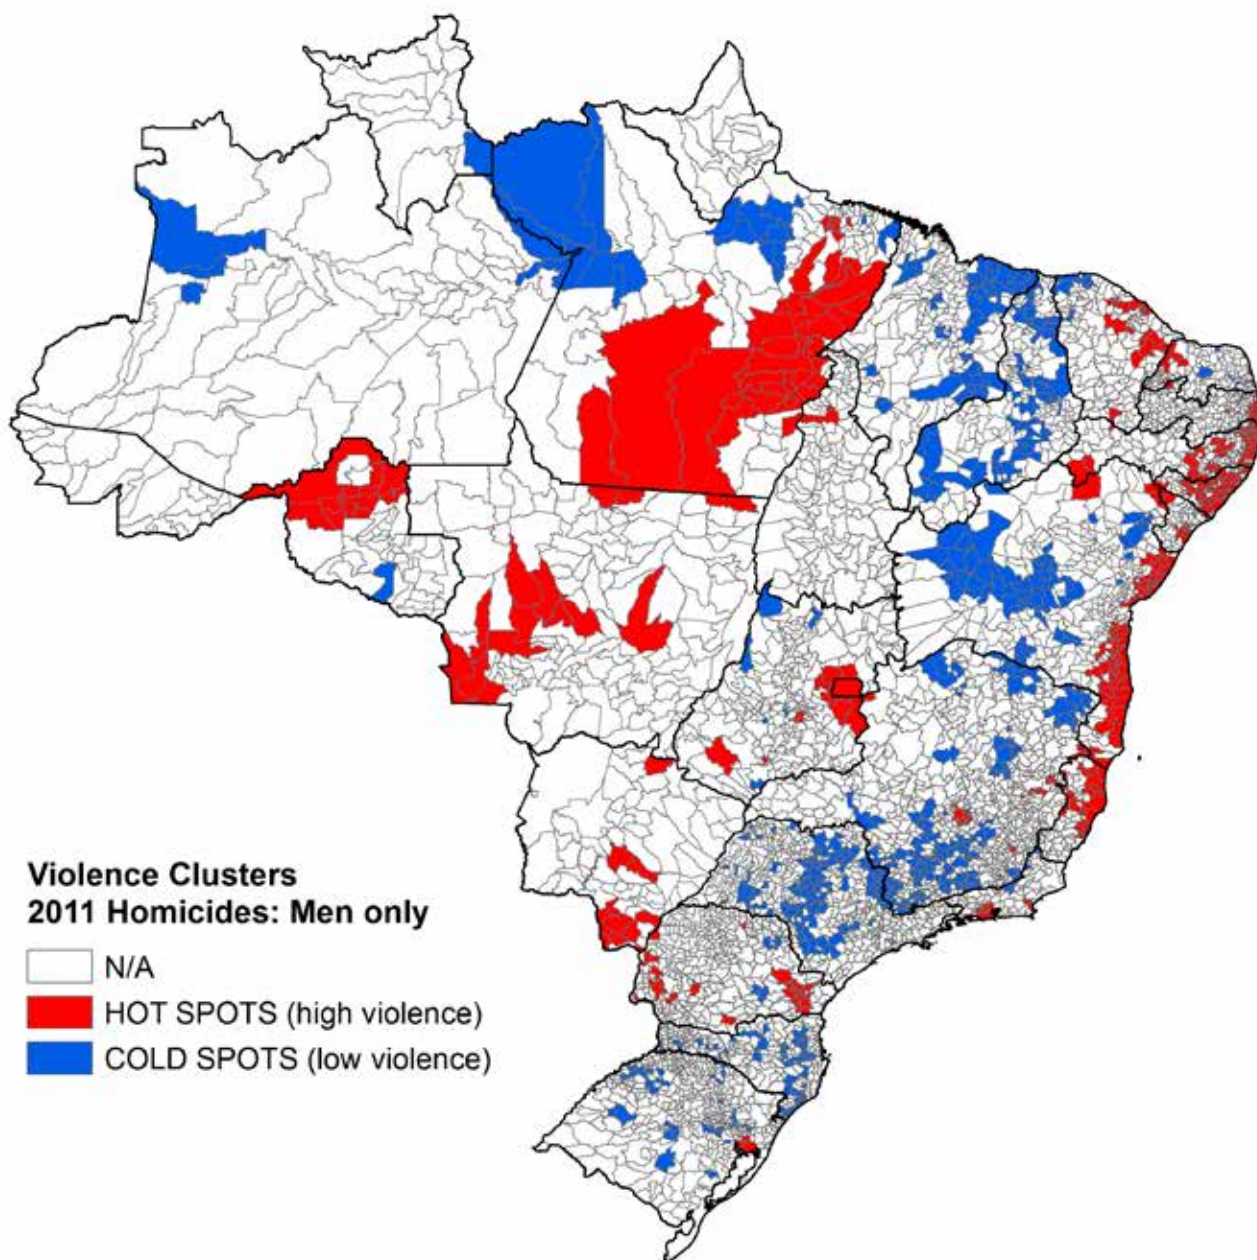 Violence Clusters
2011 Homicides: Men only
N/A
HOT SPOTS (high violence)
COLD SPOTS (low violence)